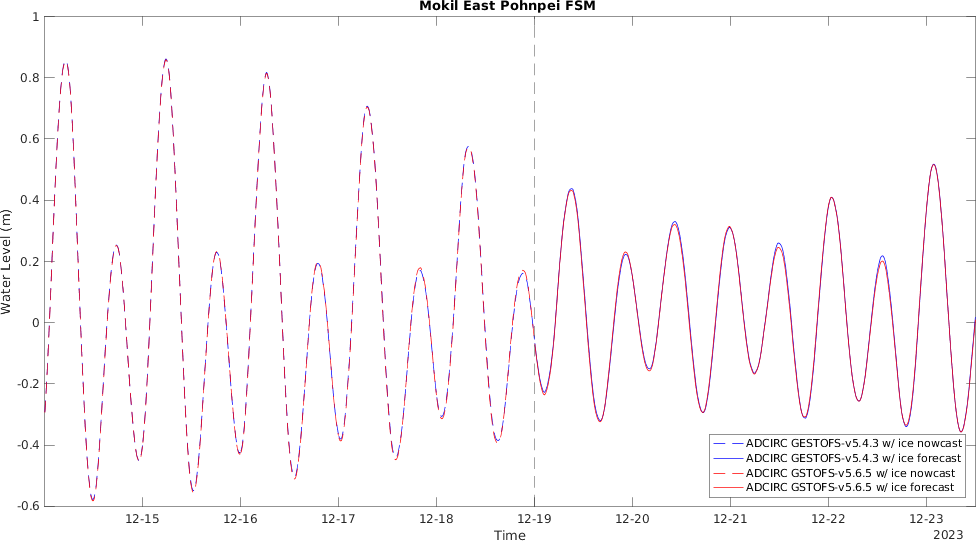 Mokil East Pohnpei FSM
1
0.8
0.6
0.4
0.2
0
-0.2
-0.4
-0.6
Water Level (m)
12-15 12-16 12-17 12-18 12-19 12-20 12-21 12-22 12-23
Time
2023
ADCIRC GESTOFS-v5.4.3 w/ ice nowcast
ADCIRC GESTOFS-v5.4.3 w/ ice forecast
ADCIRC GSTOFS-v5.6.5 w/ ice nowcast
ADCIRC GSTOFS-v5.6.5 w/ ice forecast